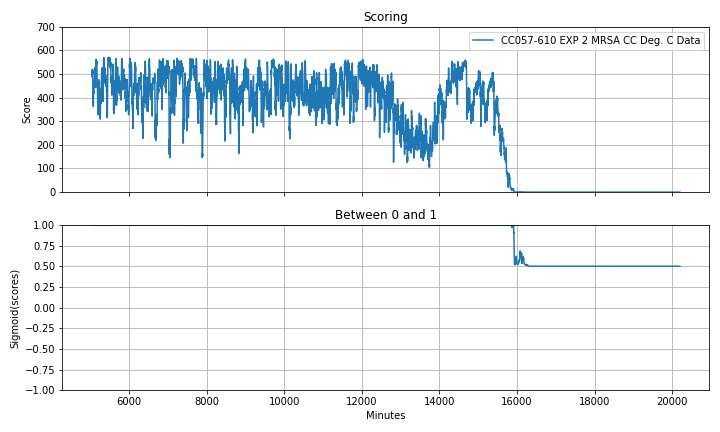 Scoring
700
600
500
400
300
200
100
0
Score
CC057-610 EXP 2 MRSA CC Deg. C Data
Between 0 and 1
1.00
0.75
0.50
0.25
0.00
−0.25
−0.50
−0.75
−1.00
Sigmoid(scores)
6000 8000 10000 12000 14000 16000 18000 20000
Minutes